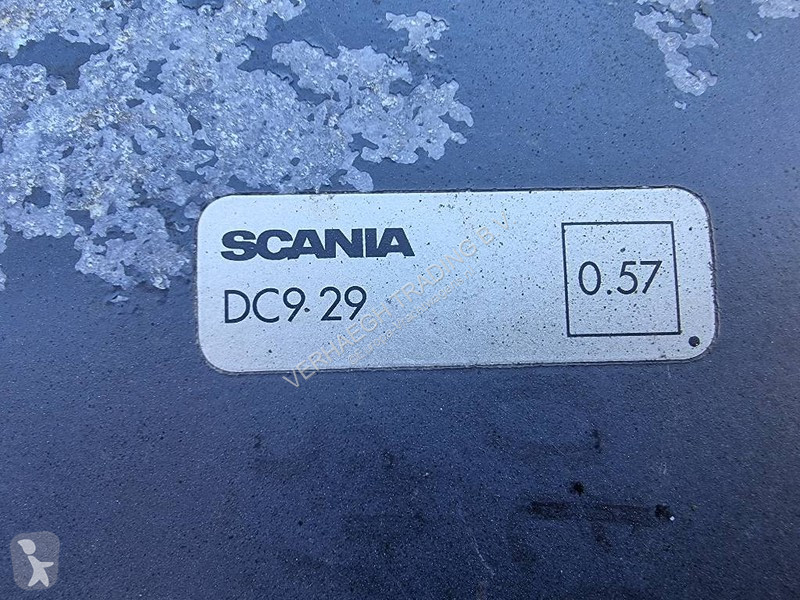 SCANIA
DC9 29
0.57
VERHAEGH TRADING B.V.